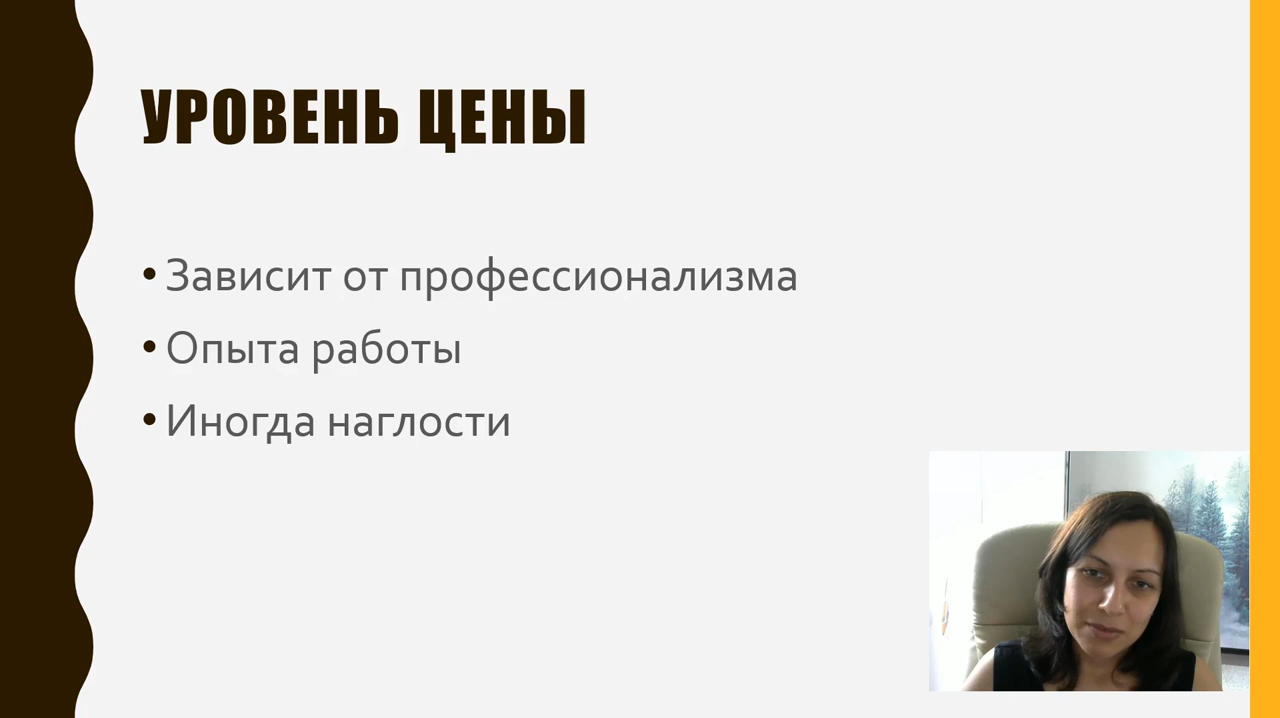 УРОВЕНЬ ЦЕНЫ
• Зависит от профессионализма
• Опыта работы
• Иногда наглости